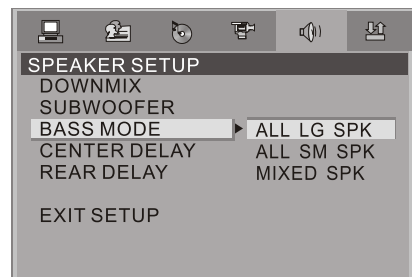 SPEAKER SETUP
DOWNMIX
SUBWOOFER
BASS MODE ALL LG SPK
CENTER DELAY ALL SM SPK
REAR DELAY MIXED SPK
EXIT SETUP